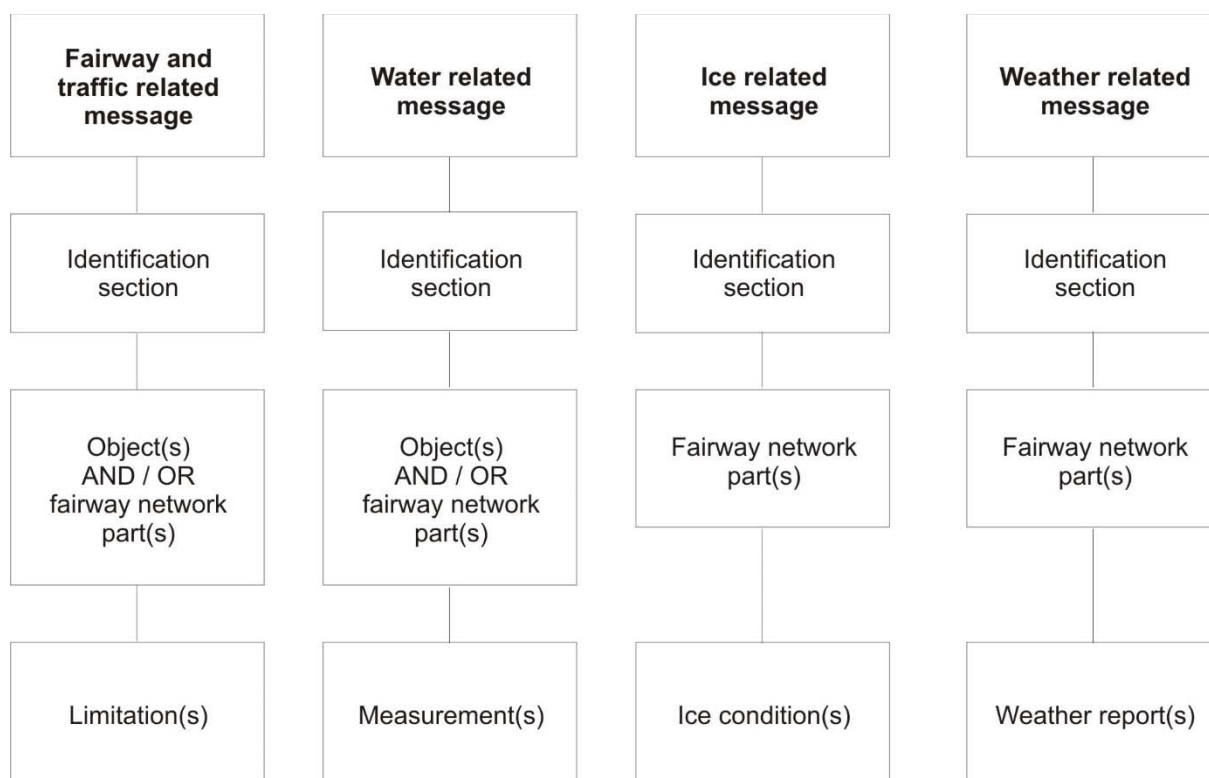 Fairway and
traffic related
message
Water related
message
Ice related
message
Weather related
message
Identification
section
Identification
section
Identification
section
Identification
section
Object(s)
AND / OR
fairway network
part(s)
Object(s)
AND / OR
fairway network
part(s)
Fairway network
part(s)
Fairway network
part(s)
Limitation(s)
Measurement(s)
Ice condition(s)
Weather report(s)